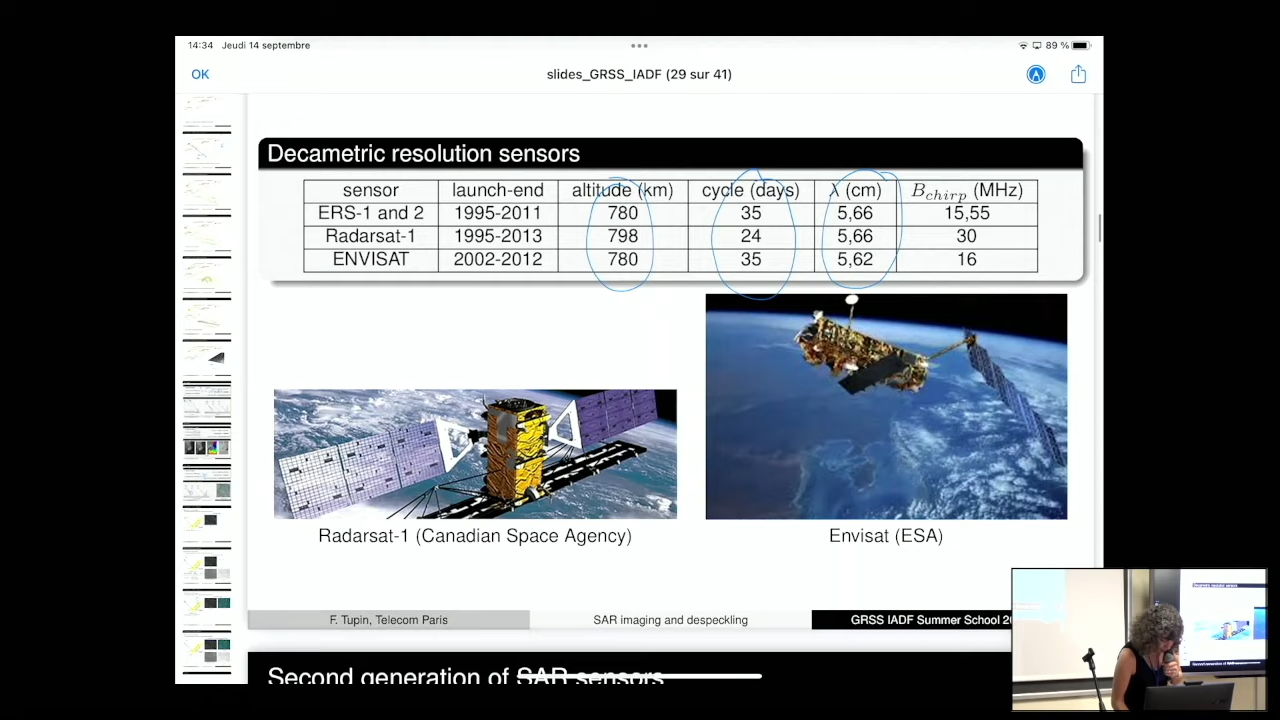 14:34 Jeudi 14 septembre
89 %
OK
slides_GRSS_IADF (29 sur 41)
Decametric resolution sensors
sensor launch-end altitude (km) cycle (days) λ (cm) B_chirp (MHz)
ERS-1 and 2 1995-2011 780 35 5,66 15,55
Radarsat-1 1995-2013 798 24 5,66 30
ENVISAT 2002-2012 780 35 5,62 16
Radarsat-1 (Canadian Space Agency)
Envisat (ESA)
F. Tupin, Telecom Paris
SAR imaging and despeckling
GRSS IADF Summer School
Second generation of SAR sensors